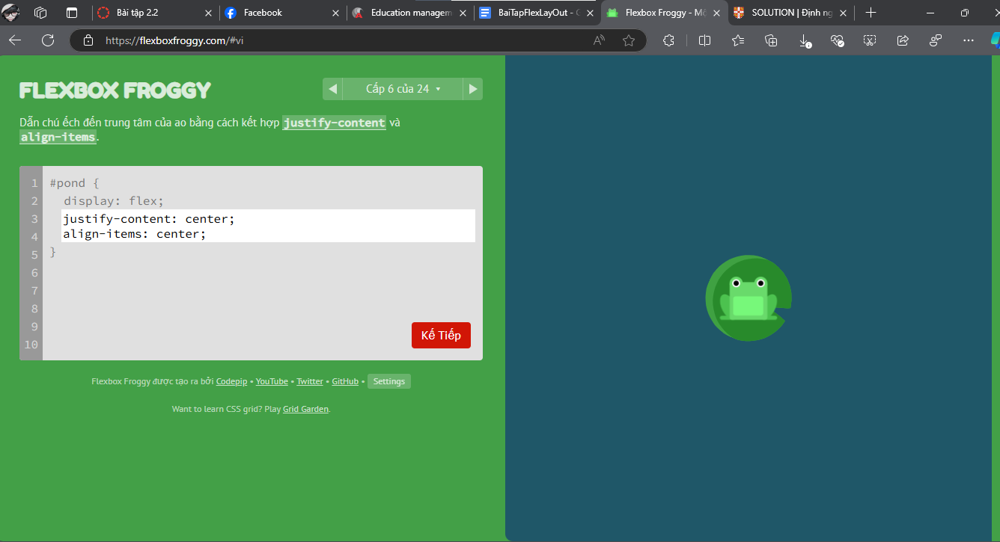 Bài tập 2.2
Facebook
Education managem
BaiTapFlexLayOut - G
Flexbox Froggy - Mộ
SOLUTION | Định ng
https://flexboxfroggy.com/#vi
FLEXBOX FROGGY
Cấp 6 của 24
Dẫn chú ếch đến trung tâm của ao bằng cách kết hợp justify-content và
align-items.
1 #pond {
2 display: flex;
3 justify-content: center;
4 align-items: center;
5 }
6
7
8
9
10
Kế Tiếp
Flexbox Froggy được tạo ra bởi Codepip • YouTube • Twitter • GitHub • Settings
Want to learn CSS grid? Play Grid Garden.